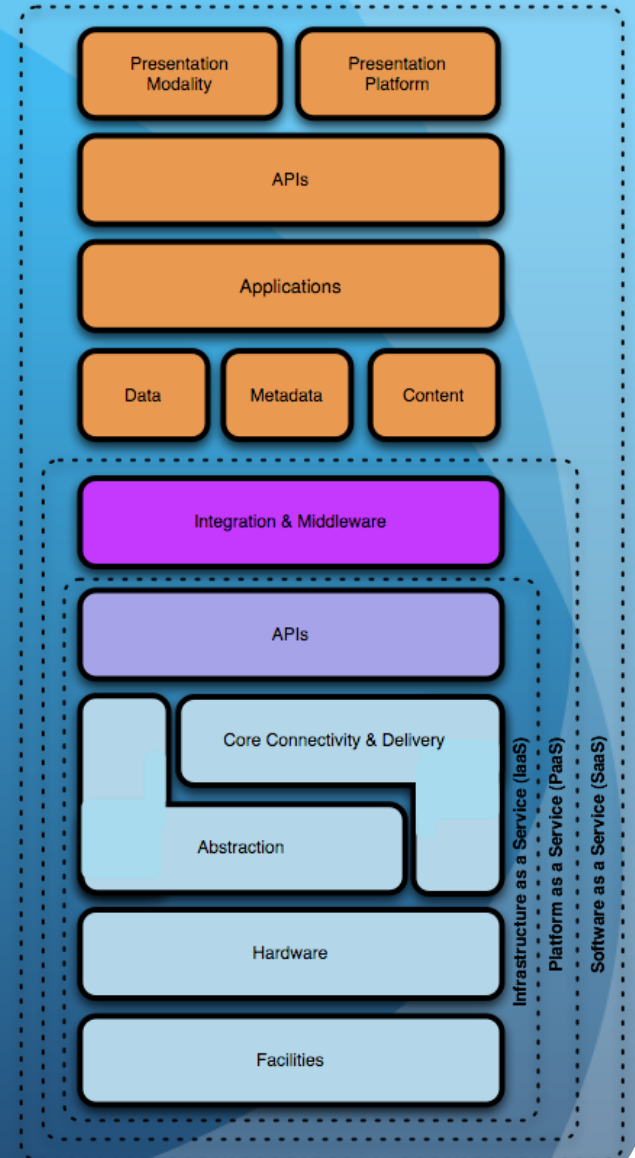 Presentation
Modality
Presentation
Platform
APIs
Applications
Data
Metadata
Content
Integration & Middleware
APIs
Core Connectivity & Delivery
Abstraction
Hardware
Facilities
Infrastructure as a Service (IaaS)
Platform as a Service (PaaS)
Software as a Service (SaaS)